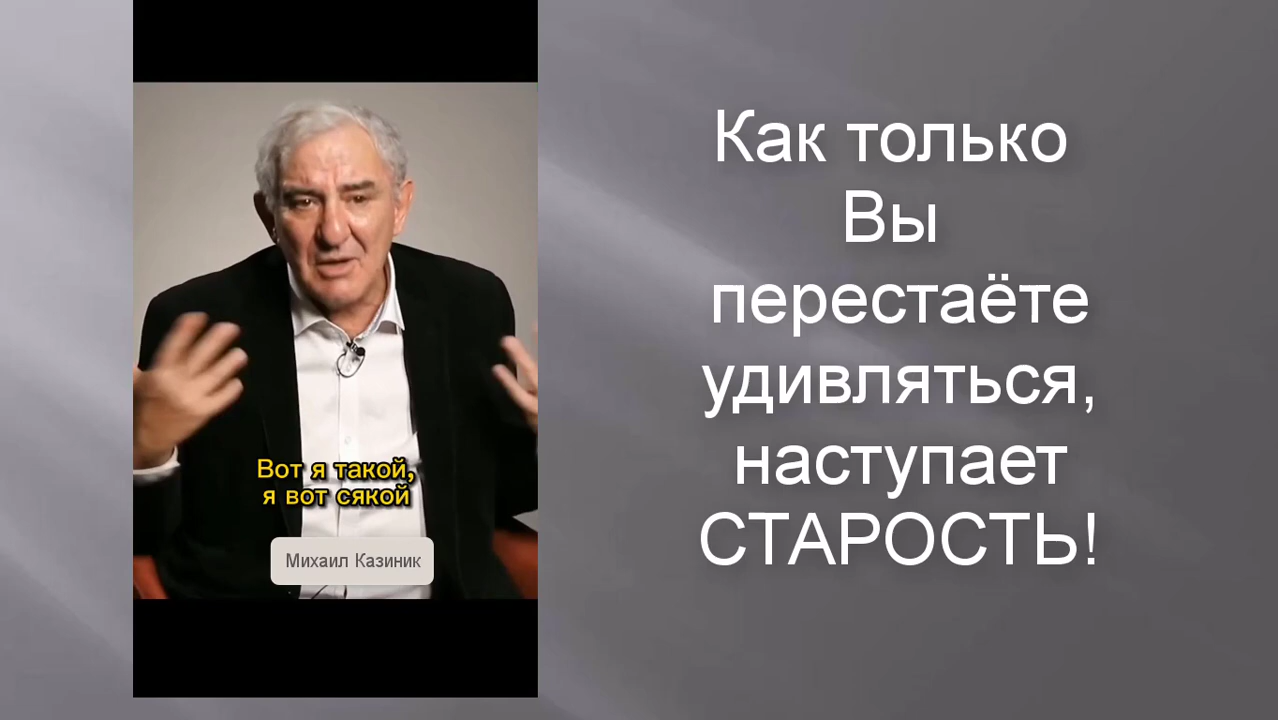 Вот я такой,
я вот сякой
Михаил Казиник
Как только
Вы
перестаёте
удивляться,
наступает
СТАРОСТЬ!